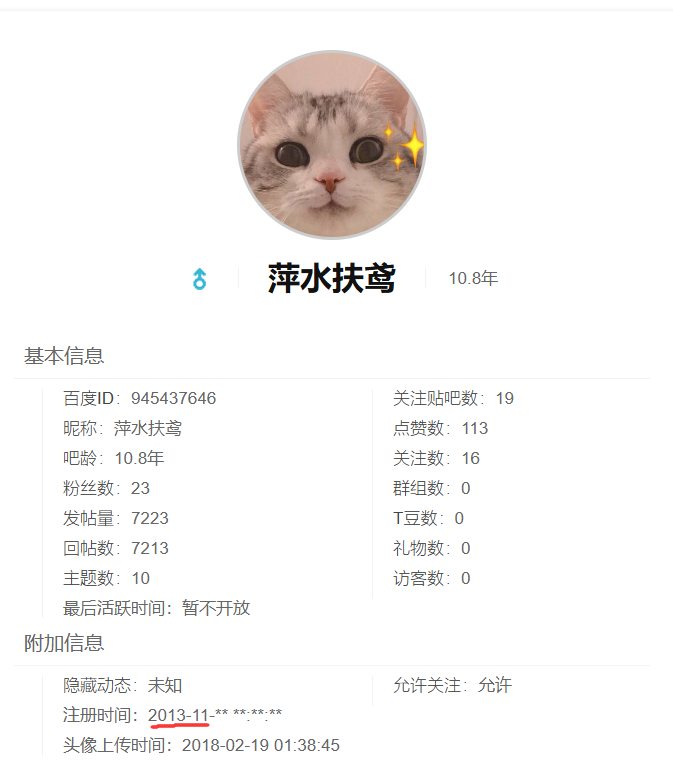 萍水扶鸢 10.8年
基本信息
百度ID：945437646
昵称：萍水扶鸢
吧龄：10.8年
粉丝数：23
发帖量：7223
回帖数：7213
主题数：10
最后活跃时间：暂不开放
关注贴吧数：19
点赞数：113
关注数：16
群组数：0
T豆数：0
礼物数：0
访客数：0
附加信息
隐藏动态：未知
注册时间：2013-11-** **:**:**
头像上传时间：2018-02-19 01:38:45
允许关注：允许